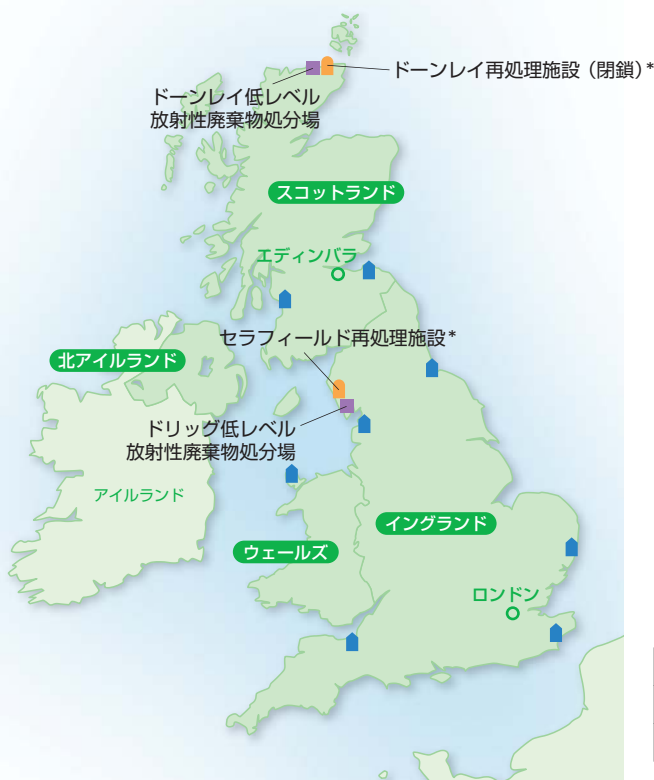 ドーンレイ再処理施設（閉鎖）*
ドーンレイ低レベル
放射性廃棄物処分場
スコットランド
エディンバラ
セラフィールド再処理施設*
北アイルランド
ドリッグ低レベル
放射性廃棄物処分場
アイルランド
イングランド
ウェールズ
ロンドン